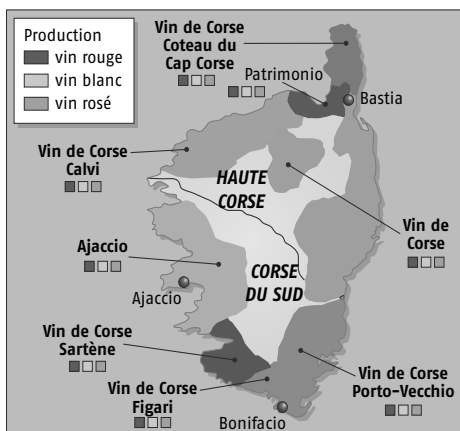 Production
vin rouge
vin blanc
vin rosé
Vin de Corse
Coteau du
Cap Corse
Patrimonio
Bastia
Vin de Corse
Calvi
HAUTE
CORSE
Vin de
Corse
Ajaccio
CORSE
DU SUD
Ajaccio
Vin de Corse
Sartène
Vin de Corse
Porto-Vecchio
Vin de Corse
Figari
Bonifacio